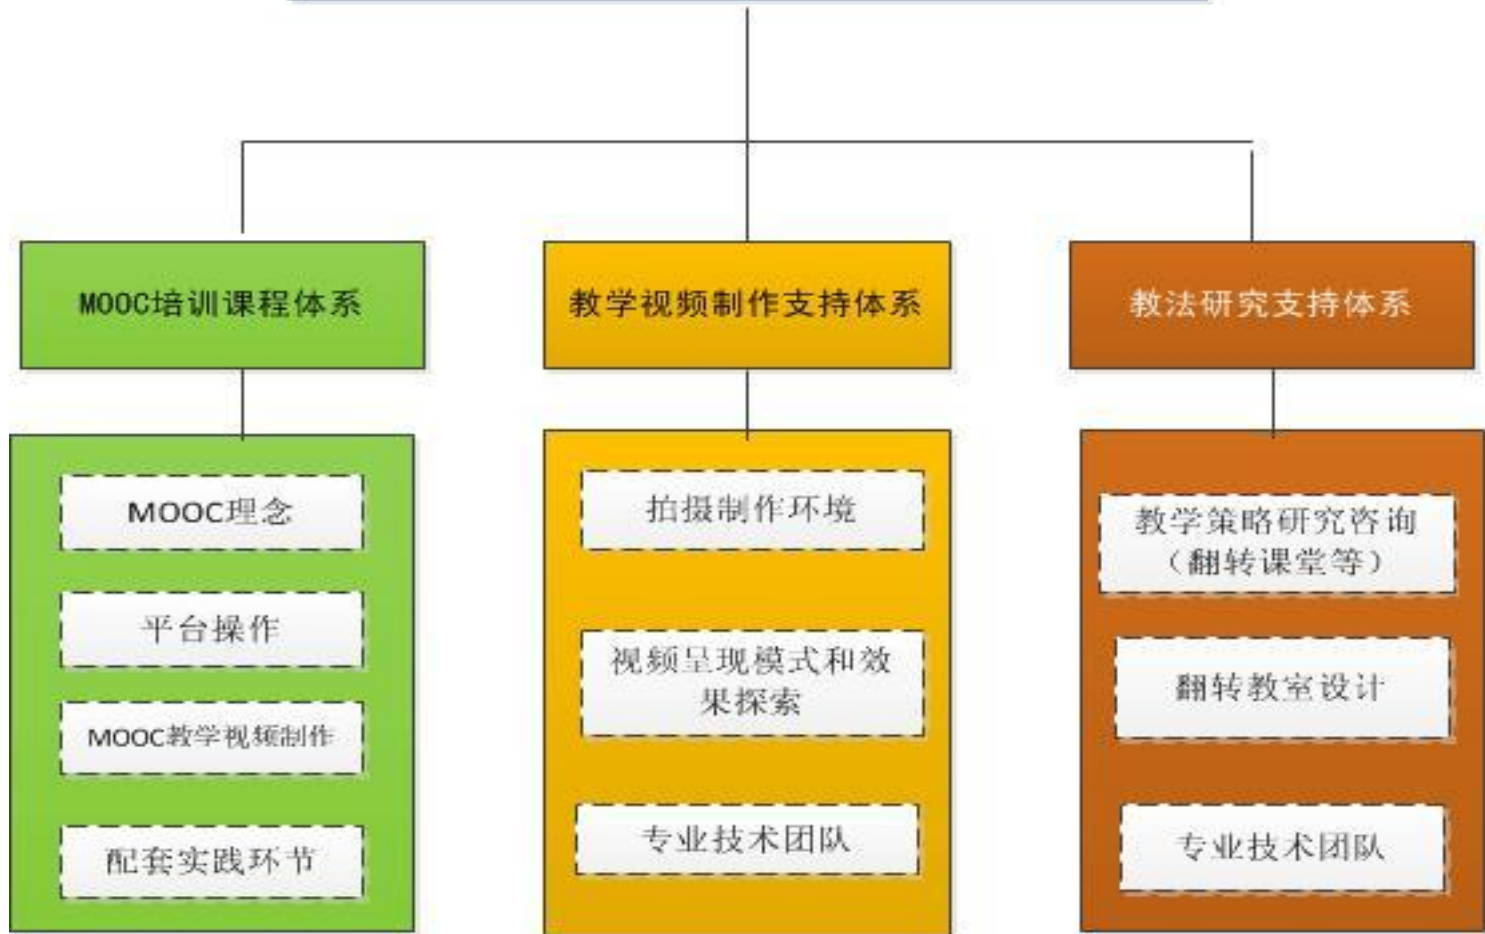 MOOC培训课程体系
教学视频制作支持体系
教法研究支持体系
MOOC理念
平台操作
MOOC教学视频制作
配套实践环节
拍摄制作环境
视频呈现模式和效
果探索
专业技术团队
教学策略研究咨询
（翻转课堂等）
翻转教室设计
专业技术团队